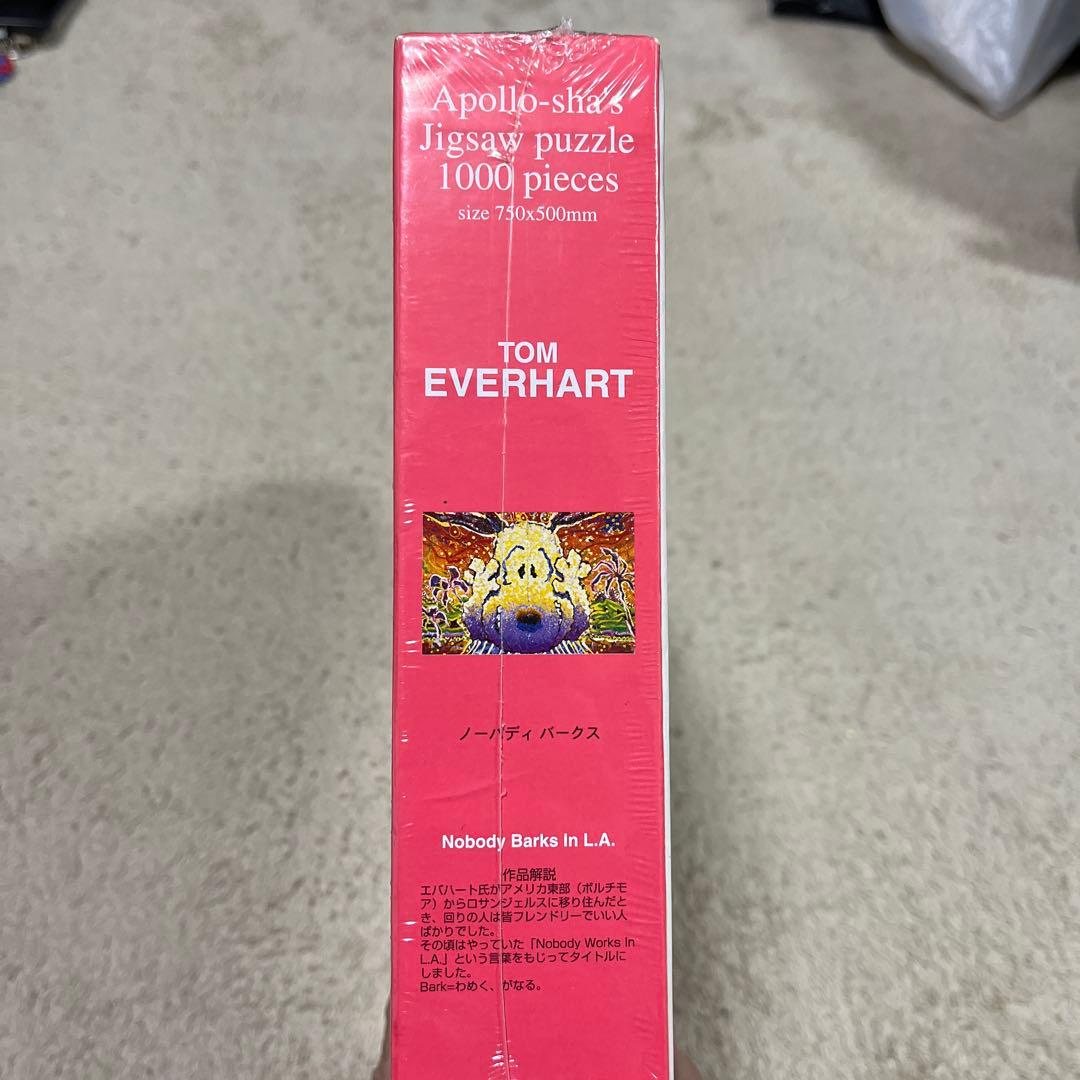 Apollo-sha's
Jigsaw puzzle
1000 pieces
size 750x500mm
TOM
EVERHART
ノーバディ バークス
Nobody Barks In L.A.
作品解説
エバハート氏がアメリカ東部（ボルチモ
ア）からロサンジェルスに移り住んだと
き、回りの人は皆フレンドリーでいい人
ばかりでした。
その頃はやっていた「Nobody Works In
L.A.」という言葉をもじってタイトルに
しました。
Bark=わめく、がなる。